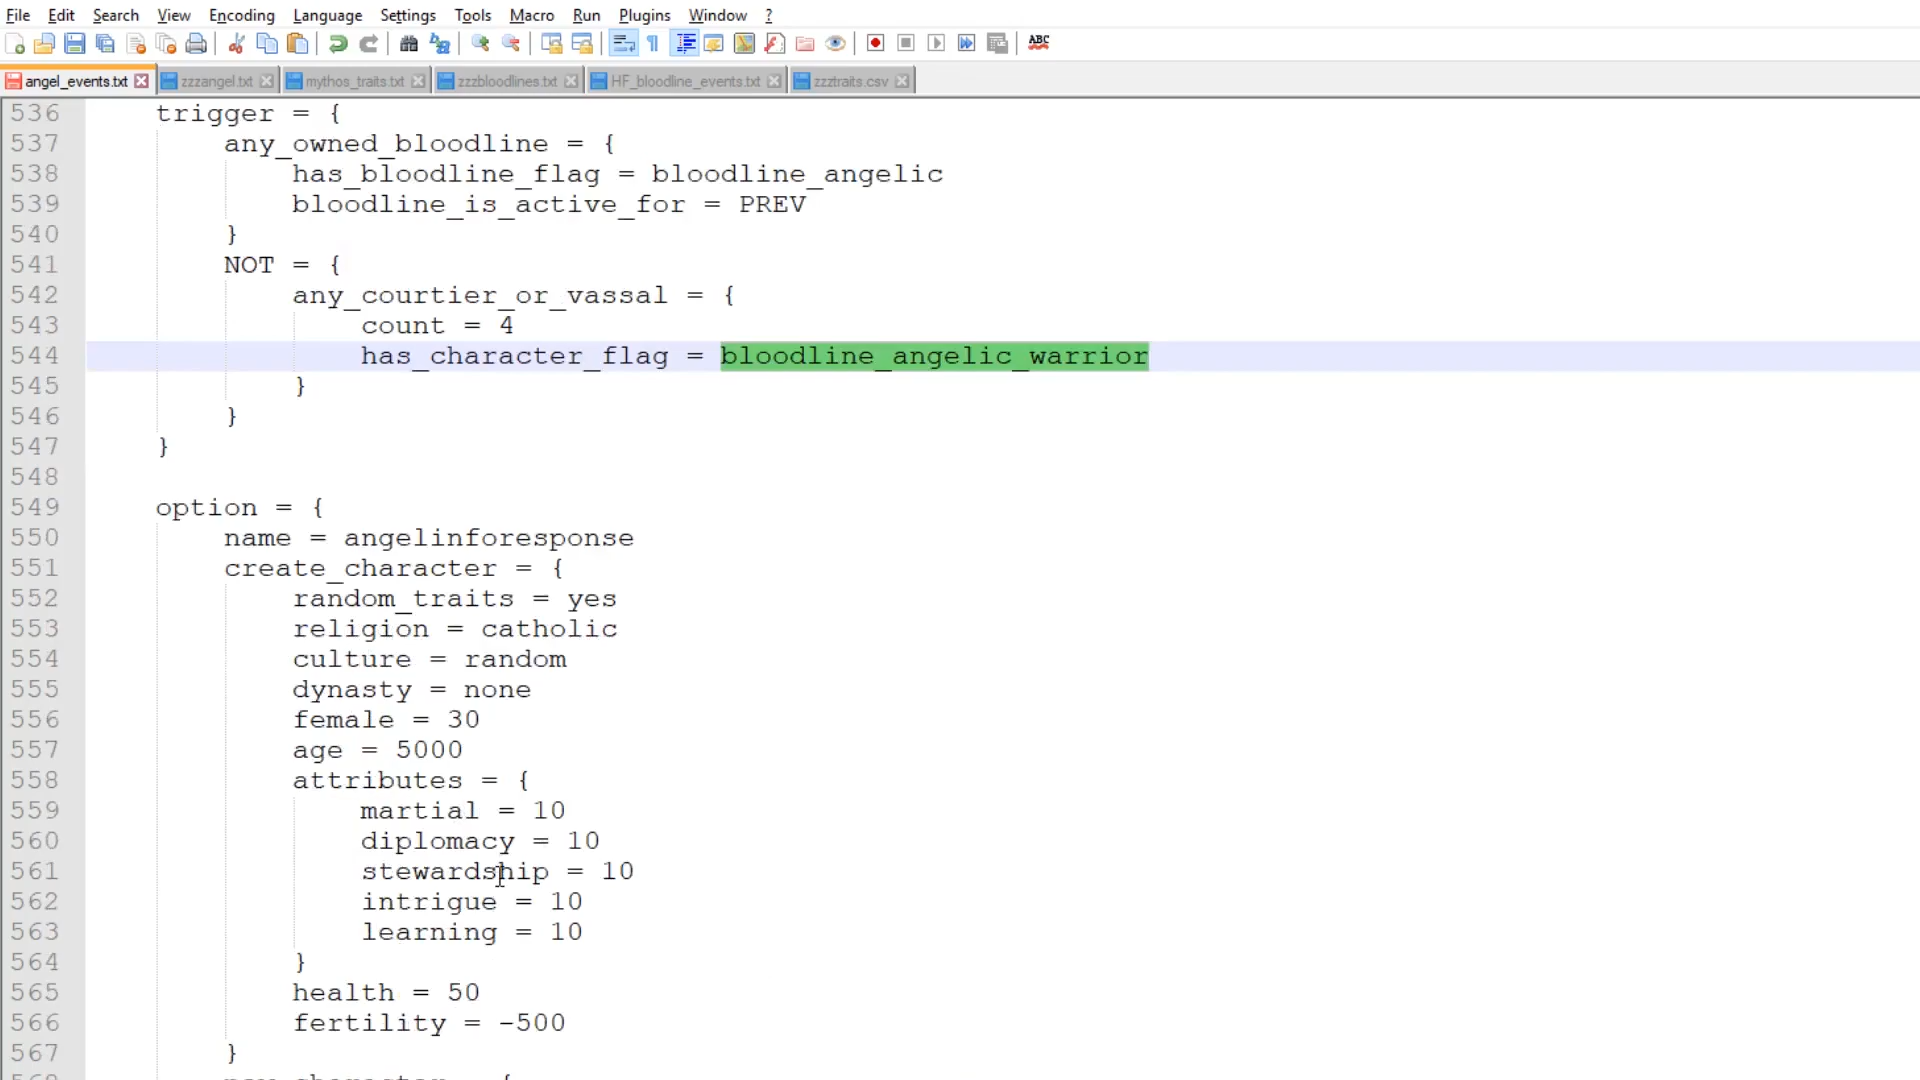 File Edit Search View Encoding Language Settings Tools Macro Run Plugins Window ?
ABC
angel_events.txt zzzangel.txt mythos_traits.txt zzzbloodlines.txt HF_bloodline_events.txt zzztraits.csv
536 trigger = {
537 any_owned_bloodline = {
538 has_bloodline_flag = bloodline_angelic
539 bloodline_is_active_for = PREV
540 }
541 NOT = {
542 any_courtier_or_vassal = {
543 count = 4
544 has_character_flag = bloodline_angelic_warrior
545 }
546 }
547 }
548
549 option = {
550 name = angelinforesponse
551 create_character = {
552 random_traits = yes
553 religion = catholic
554 culture = random
555 dynasty = none
556 female = 30
557 age = 5000
558 attributes = {
559 martial = 10
560 diplomacy = 10
561 stewardship = 10
562 intrigue = 10
563 learning = 10
564 }
565 health = 50
566 fertility = -500
567 }